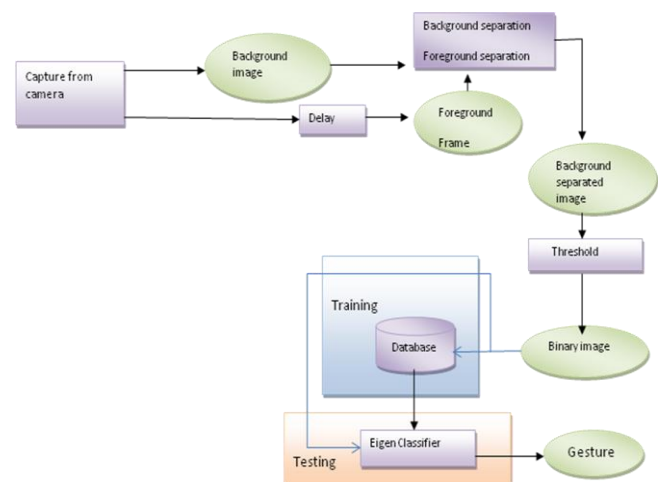 Capture from
camera
Background
image
Background separation
Foreground separation
Delay
Foreground
Frame
Background
separated
image
Threshold
Binary image
Training
Database
Eigen Classifier
Testing
Gesture